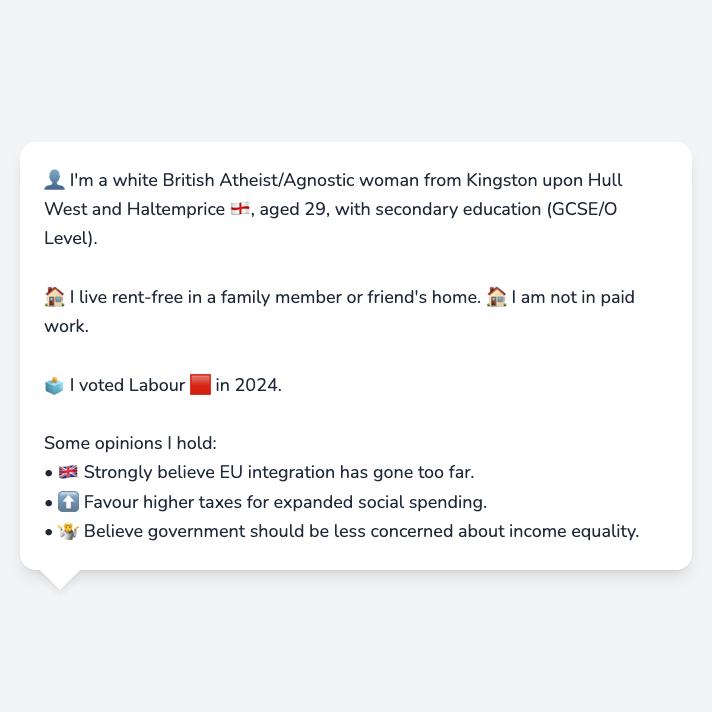 👤 I'm a white British Atheist/Agnostic woman from Kingston upon Hull
West and Haltemprice 🏴󠁧󠁢󠁥󠁮󠁧󠁿, aged 29, with secondary education (GCSE/O
Level).
🏠 I live rent-free in a family member or friend's home. 🏠 I am not in paid
work.
🗳️ I voted Labour 🟥 in 2024.
Some opinions I hold:
• 🇬🇧 Strongly believe EU integration has gone too far.
• ⬆️ Favour higher taxes for expanded social spending.
• 🤷 Believe government should be less concerned about income equality.